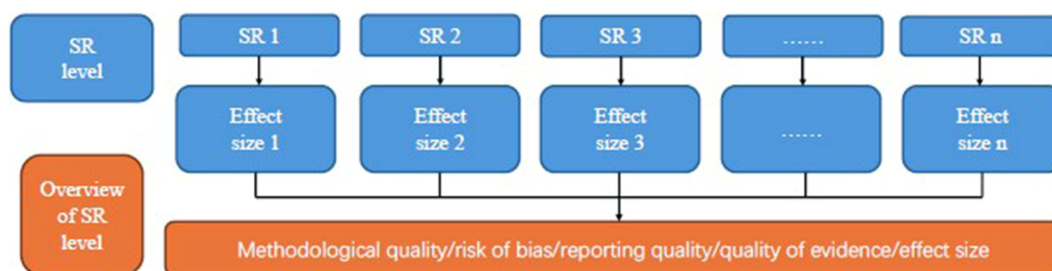 SR
level
SR 1
SR 2
SR 3
......
SR n
Effect
size 1
Effect
size 2
Effect
size 3
......
Effect
size n
Overview
of SR
level
Methodological quality/risk of bias/reporting quality/quality of evidence/effect size